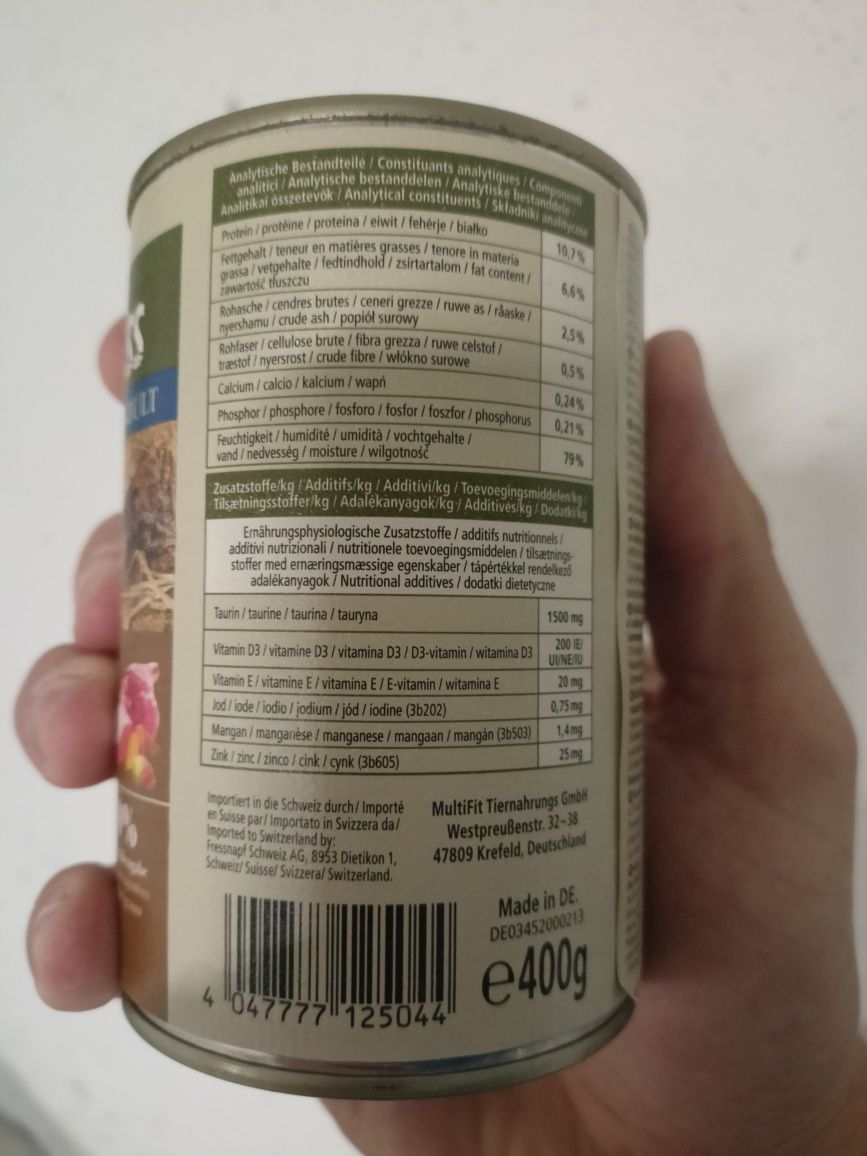 Analytische Bestandteile / Constituants analytiques / Componenti
analitici / Analytische bestanddelen / Analytiske bestanddele /
Analitikai összetevők / Analytical constituents / Składniki analityczne
Protein / protéine / proteina / eiwit / fehérje / białko 10,7%
Fettgehalt / teneur en matières grasses / tenore in materia
grassa / vetgehalte / fedtindhold / zsírtartalom / fat content / 6,6%
zawartość tłuszczu
Rohasche / cendres brutes / ceneri grezze / ruwe as / råaske /
nyershamu / crude ash / popiół surowy 2,5%
Rohfaser / cellulose brute / fibra grezza / ruwe celstof /
træstof / nyersrost / crude fibre / włókno surowe 0,5%
Calcium / calcio / kalcium / wapń 0,24%
Phosphor / phosphore / fosforo / fosfor / foszfor / phosphorus 0,21%
Feuchtigkeit / humidité / umidità / vochtgehalte /
vand / nedvesség / moisture / wilgotność 79%
Zusatzstoffe/kg / Additifs/kg / Additivi/kg / Toevoegingsmiddelen/kg /
Tilsætningsstoffer/kg / Adalékanyagok/kg / Additives/kg / Dodatki/kg
Ernährungsphysiologische Zusatzstoffe / additifs nutritionnels /
additivi nutrizionali / nutritionele toevoegingsmiddelen / tilsætnings-
stoffer med ernæringsmæssige egenskaber / tápértékkel rendelkező
adalékanyagok / Nutritional additives / dodatki dietetyczne
Taurin / taurine / taurina / tauryna 1500 mg
Vitamin D3 / vitamine D3 / vitamina D3 / D3-vitamin / witamina D3 200 IE/
UI/NE/IU
Vitamin E / vitamine E / vitamina E / E-vitamin / witamina E 20 mg
Jod / iode / iodio / jodium / jód / iodine (3b202) 0,75 mg
Mangan / manganèse / manganese / mangaan / mangán (3b503) 1,4 mg
Zink / zinc / zinco / cink / cynk (3b605) 25 mg
Importiert in die Schweiz durch/ Importé
en Suisse par/ Importato in Svizzera da/
Imported to Switzerland by:
Fressnapf Schweiz AG, 8953 Dietikon 1,
Schweiz/ Suisse/ Svizzera/ Switzerland.
MultiFit Tiernahrungs GmbH
Westpreußenstr. 32-38
47809 Krefeld, Deutschland
Made in DE.
DE03452000213
e400g
4 047777 125044